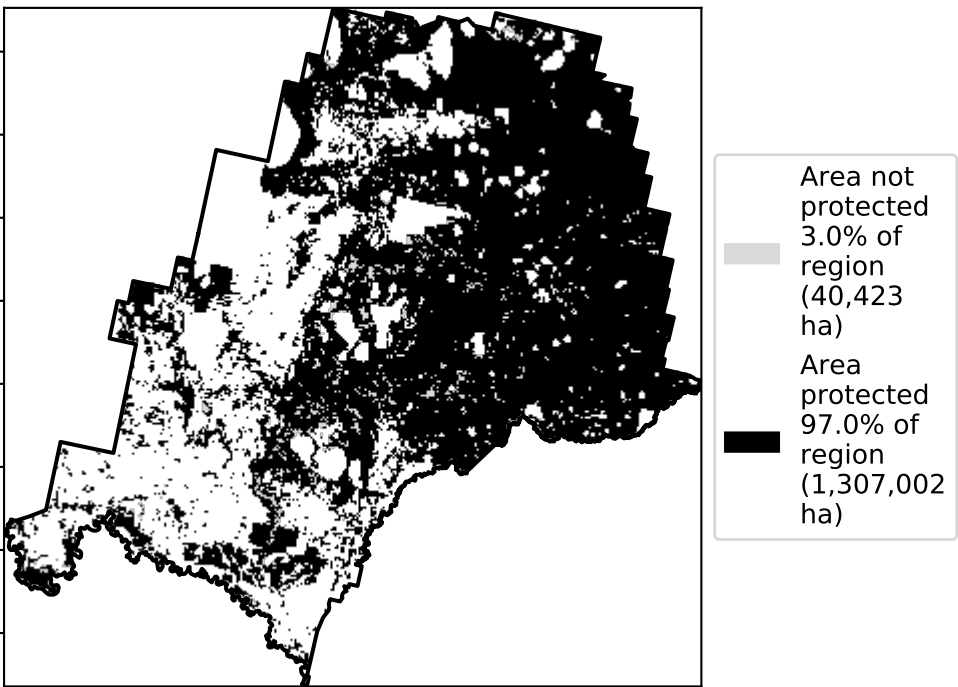 Area not
protected
3.0% of
region
(40,423
ha)
Area
protected
97.0% of
region
(1,307,002
ha)